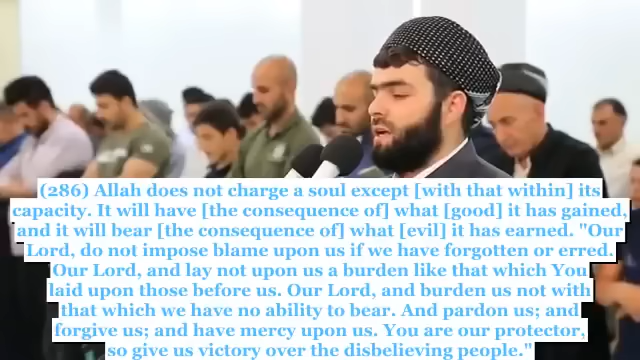 (286) Allah does not charge a soul except [with that within] its
capacity. It will have [the consequence of] what [good] it has gained,
and it will bear [the consequence of] what [evil] it has earned. "Our
Lord, do not impose blame upon us if we have forgotten or erred.
Our Lord, and lay not upon us a burden like that which You
laid upon those before us. Our Lord, and burden us not with
that which we have no ability to bear. And pardon us; and
forgive us; and have mercy upon us. You are our protector,
so give us victory over the disbelieving people."